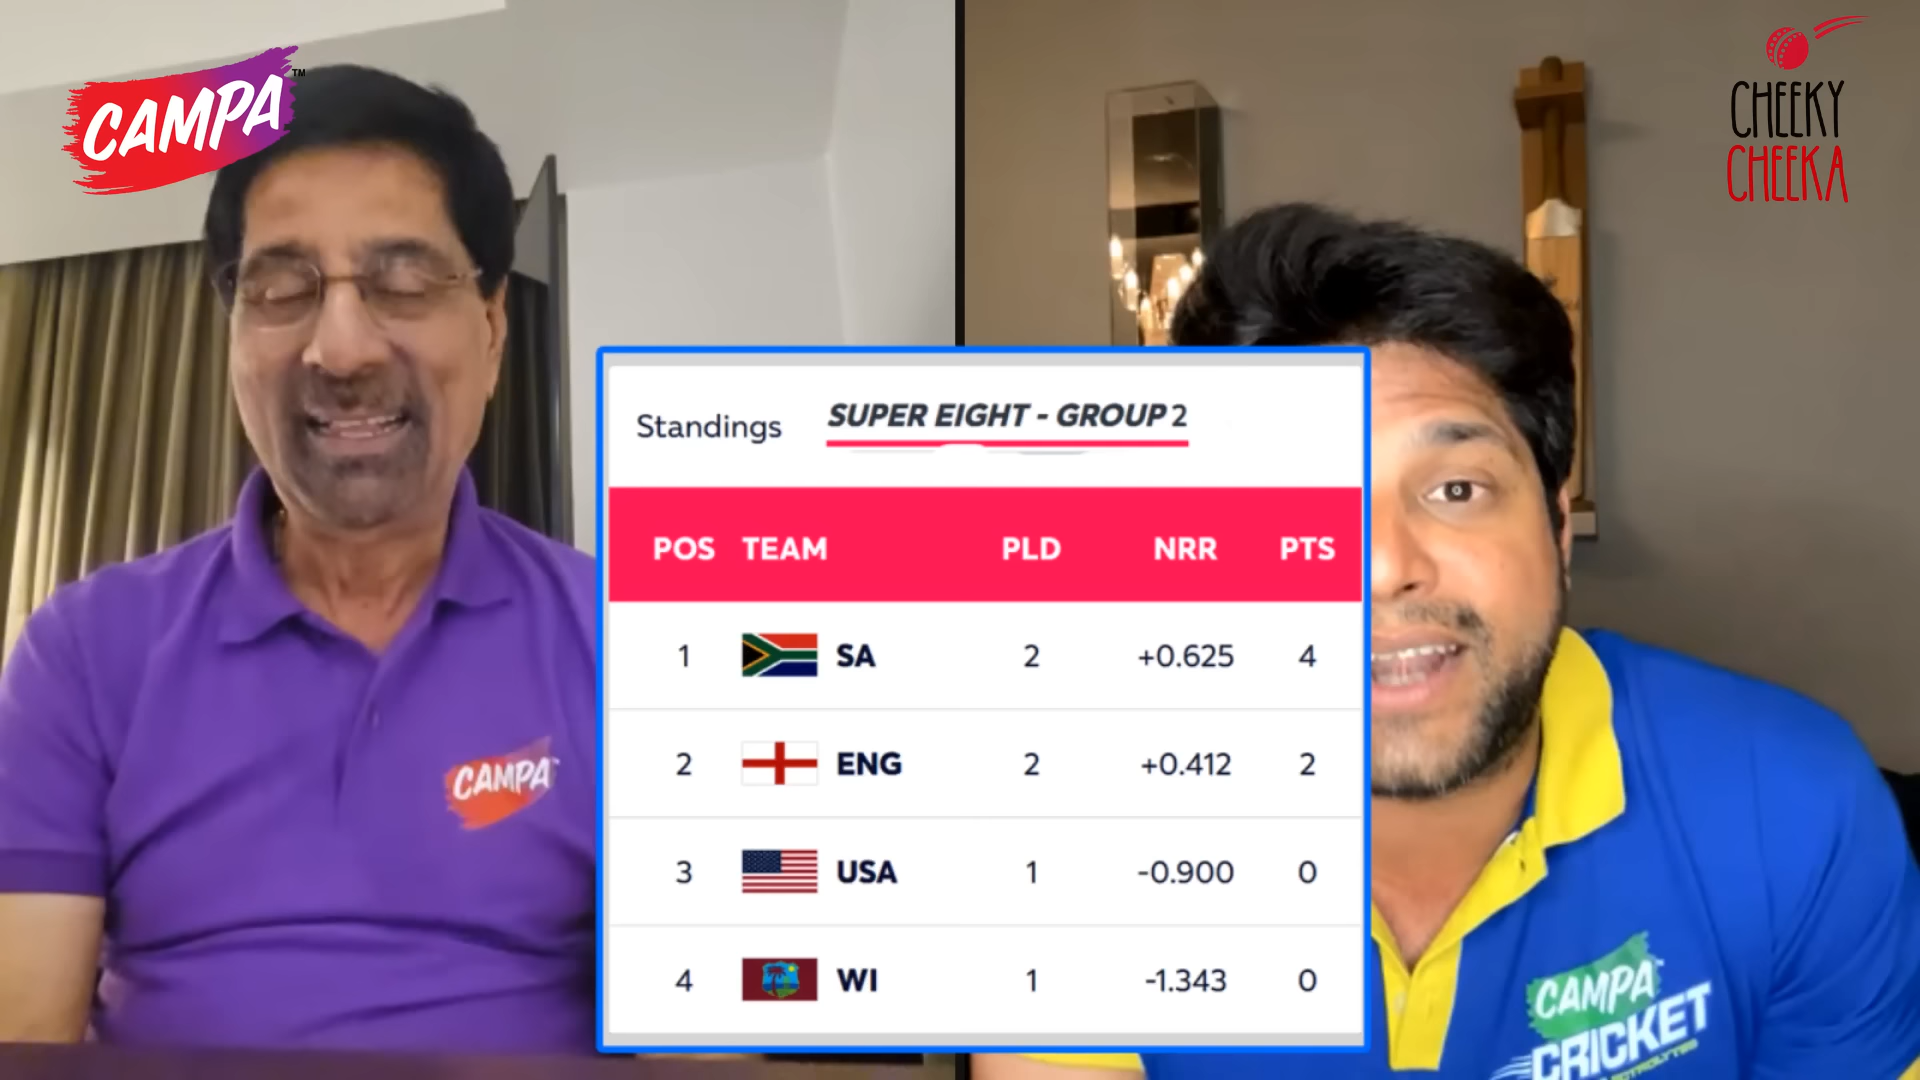 CAMPA
TM
CHEEKY
CHEEKA
Standings
SUPER EIGHT - GROUP 2
POS TEAM PLD NRR PTS
1 SA 2 +0.625 4
2 ENG 2 +0.412 2
3 USA 1 -0.900 0
4 WI 1 -1.343 0
CAMPA
CAMPA
CRICKET